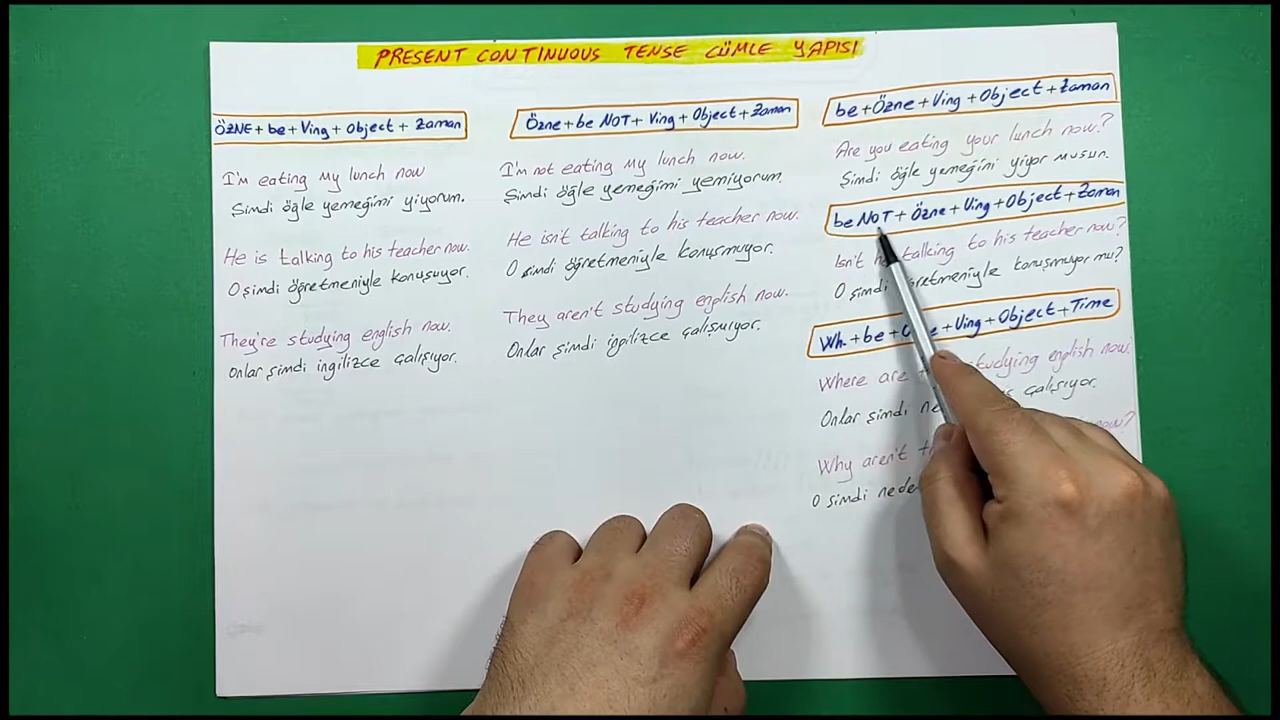 PRESENT CONTINUOUS TENSE CÜMLE YAPISI
ÖZNE + be + Ving + Object + Zaman
I'm eating my lunch now
Şimdi öğle yemeğimi yiyorum.
He is talking to his teacher now.
O şimdi öğretmeniyle konuşuyor.
They're studying english now.
Onlar şimdi ingilizce çalışıyor.
Özne + be NOT + Ving + Object + Zaman
I'm not eating my lunch now.
Şimdi öğle yemeğimi yemiyorum.
He isn't talking to his teacher now.
O şimdi öğretmeniyle konuşmuyor.
They aren't studying english now.
Onlar şimdi ingilizce çalışmıyor.
be + Özne + Ving + Object + Zaman
Are you eating your lunch now?
Şimdi öğle yemeğini yiyor musun.
be NOT + Özne + Ving + Object + Zaman
Isn't talking to his teacher now?
O şimdi konuşmuyor mu?
Wh. + be + + Ving + Object + Time
Where are studying english now.
Onlar şimdi çalışıyor.
Why aren't now?
O şimdi